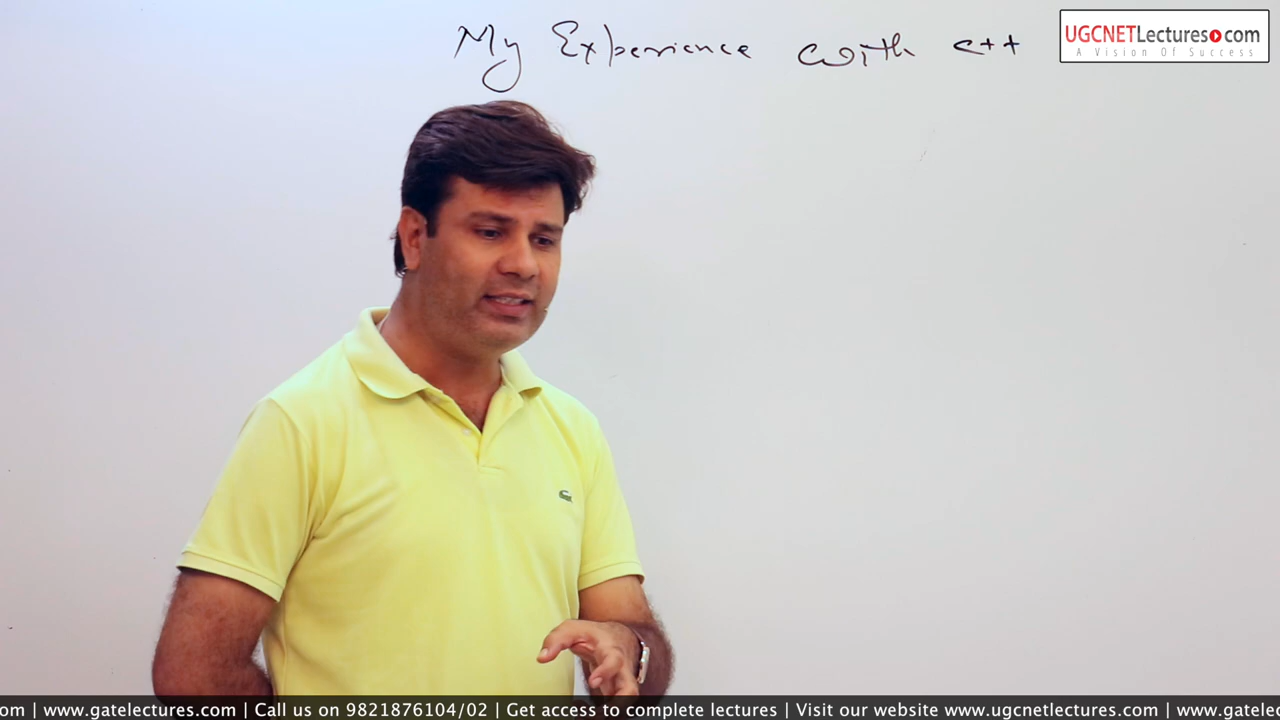 My Experience with c++
UGCNETLectures.com
A Vision Of Success
om | www.gatelectures.com | Call us on 9821876104/02 | Get access to complete lectures | Visit our website www.ugcnetlectures.com | www.gatelec